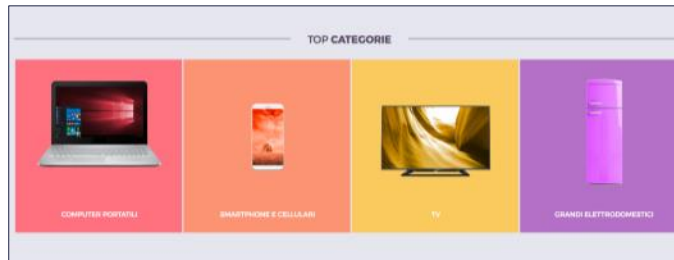 TOP CATEGORIE
COMPUTER PORTATILI
SMARTPHONE E CELLULARI
TV
GRANDI ELETTRODOMESTICI